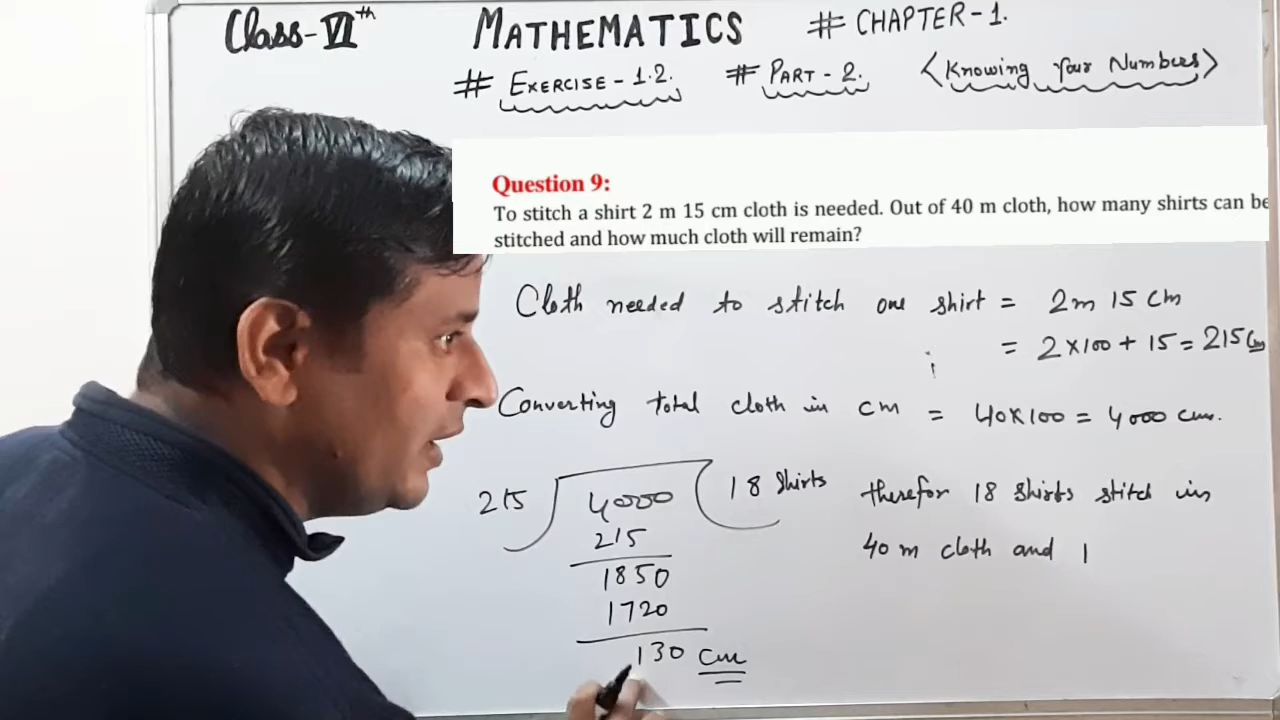 Class-VIth MATHEMATICS # CHAPTER-1.
# EXERCISE-1.2. # PART-2. <Knowing Your Numbers>
Question 9:
To stitch a shirt 2 m 15 cm cloth is needed. Out of 40 m cloth, how many shirts can be
stitched and how much cloth will remain?
Cloth needed to stitch one shirt = 2m 15 cm
= 2×100+15=215Cm
Converting total cloth in cm = 40×100 = 4000 cm.
215 4000 18 Shirts
215
1850
1720
130 cm
therefor 18 Shirts stitch in
40 m cloth and 1